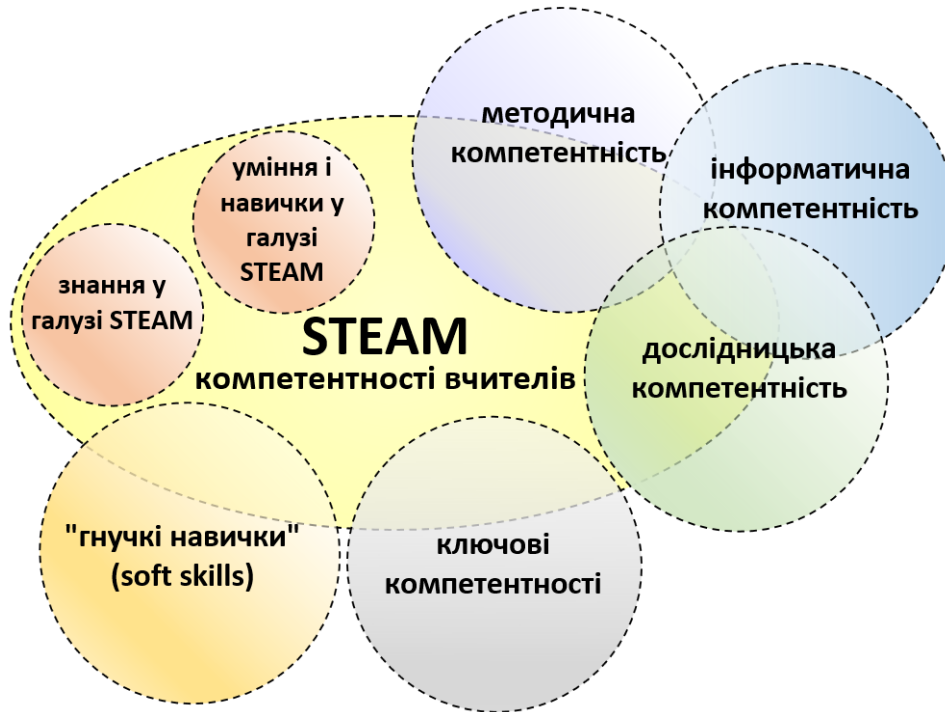 методична
компетентність
інформатична
компетентність
уміння і
навички у
галузі
STEAM
знання у
галузі STEAM
STEAM
компетентності вчителів
дослідницька
компетентність
"гнучкі навички"
(soft skills)
ключові
компетентності